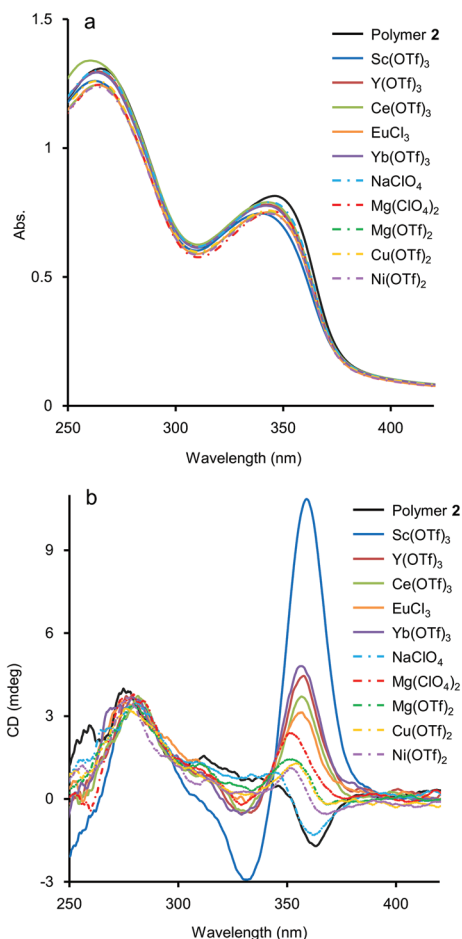 a
1.5
1
0.5
0
Abs.
250
300
350
400
Wavelength (nm)
Polymer 2
Sc(OTf)3
Y(OTf)3
Ce(OTf)3
EuCl3
Yb(OTf)3
NaClO4
Mg(ClO4)2
Mg(OTf)2
Cu(OTf)2
Ni(OTf)2
b
9
6
3
0
-3
CD (mdeg)
250
300
350
400
Wavelength (nm)
Polymer 2
Sc(OTf)3
Y(OTf)3
Ce(OTf)3
EuCl3
Yb(OTf)3
NaClO4
Mg(ClO4)2
Mg(OTf)2
Cu(OTf)2
Ni(OTf)2